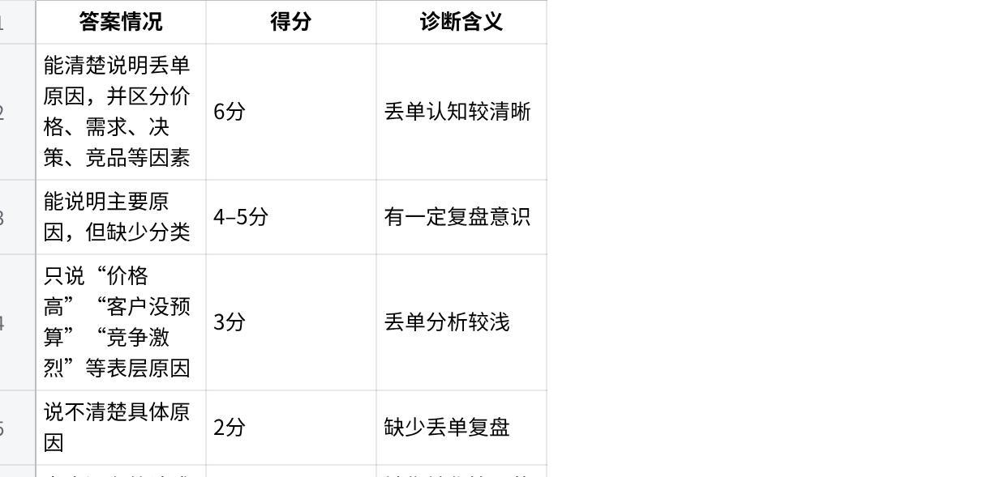 答案情况 得分 诊断含义
能清楚说明丢单
原因，并区分价
格、需求、决
策、竞品等因素
6分
丢单认知较清晰
能说明主要原
因，但缺少分类
4–5分
有一定复盘意识
只说“价格
高”“客户没预
算”“竞争激
烈”等表层原因
3分
丢单分析较浅
说不清楚具体原
因
2分
缺少丢单复盘